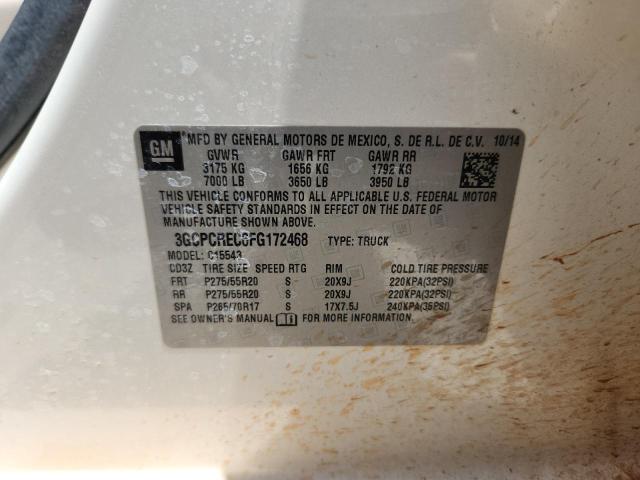 GM
MFD BY GENERAL MOTORS DE MEXICO, S. DE R.L. DE C.V. 10/14
GVWR GAWR FRT GAWR RR
3175 KG 1656 KG 1792 KG
7000 LB 3650 LB 3950 LB
THIS VEHICLE CONFORMS TO ALL APPLICABLE U.S. FEDERAL MOTOR
VEHICLE SAFETY STANDARDS IN EFFECT ON THE DATE OF
MANUFACTURE SHOWN ABOVE.
3GCPCREC6FG172468 TYPE: TRUCK
MODEL: C15543
CD3Z TIRE SIZE SPEED RTG RIM COLD TIRE PRESSURE
FRT P275/55R20 S 20X9J 220KPA(32PSI)
RR P275/55R20 S 20X9J 220KPA(32PSI)
SPA P265/70R17 S 17X7.5J 240KPA(35PSI)
SEE OWNER'S MANUAL FOR MORE INFORMATION